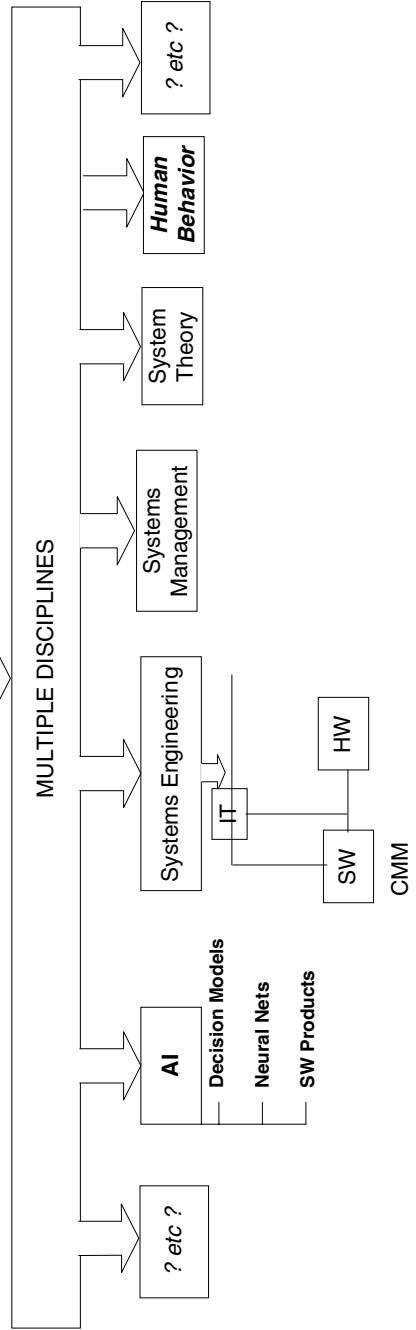 MULTIPLE DISCIPLINES
? etc ?
AI
Decision Models
Neural Nets
SW Products
Systems Engineering
IT
SW
HW
CMM
Systems
Management
System
Theory
Human
Behavior
? etc ?